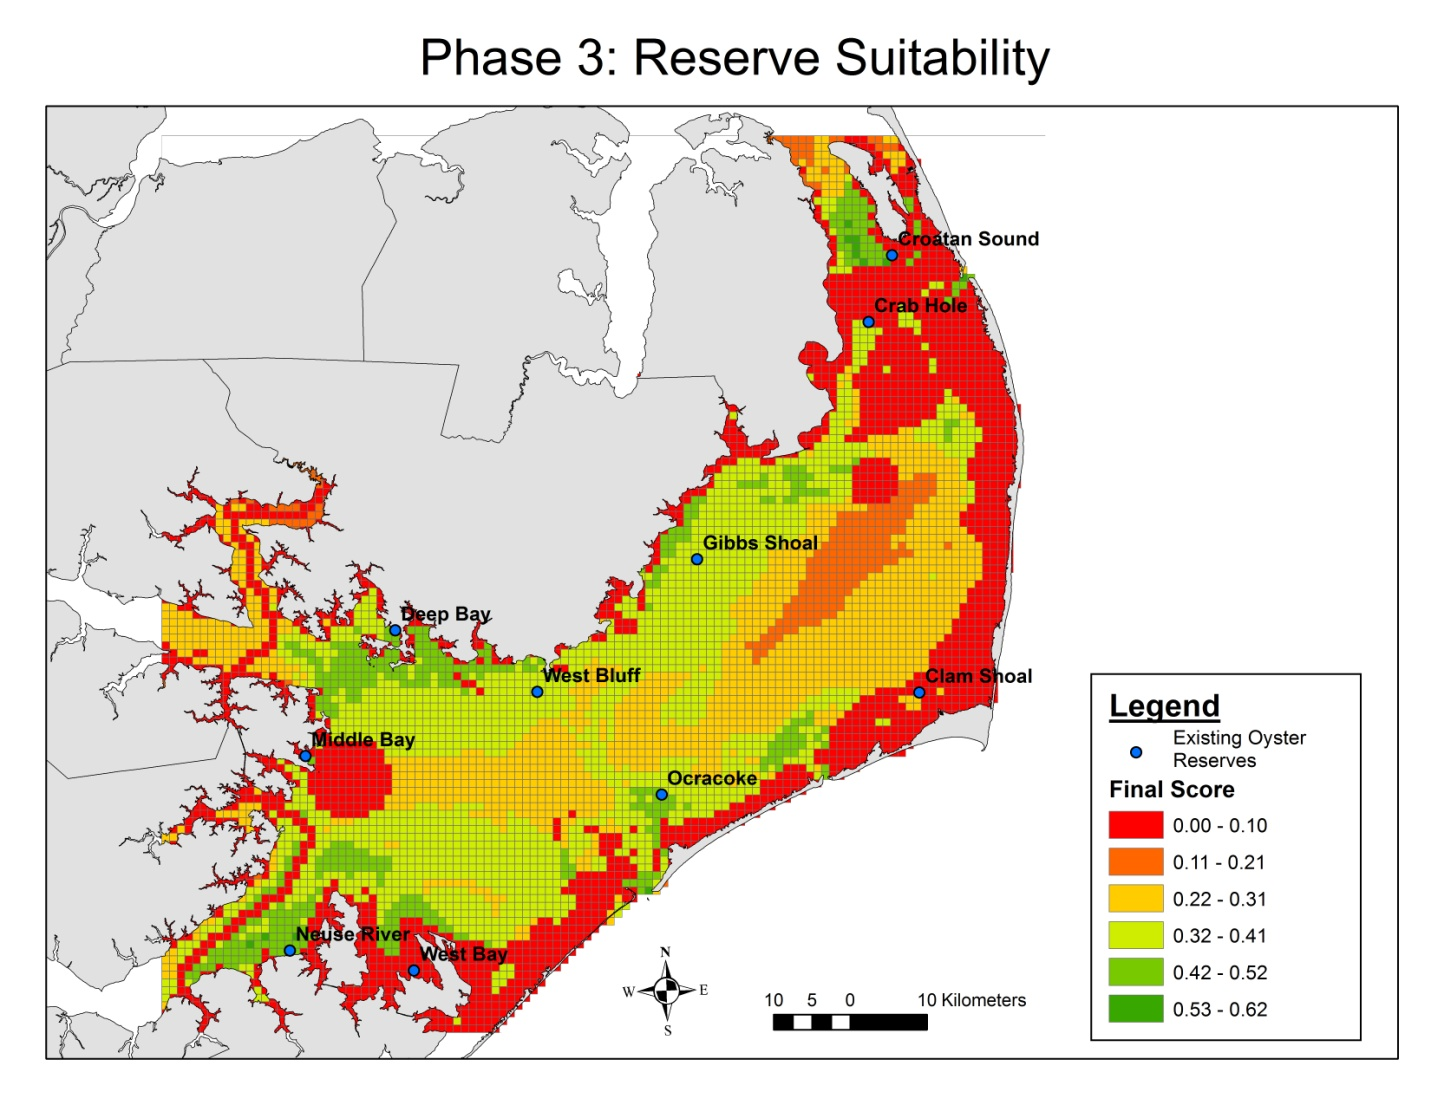 Phase 3: Reserve Suitability
Croatan Sound
Crab Hole
Gibbs Shoal
Deep Bay
West Bluff
Clam Shoal
Middle Bay
Ocracoke
Neuse River
West Bay
N
W E
S
10 5 0 10 Kilometers
Legend
Existing Oyster
Reserves
Final Score
0.00 - 0.10
0.11 - 0.21
0.22 - 0.31
0.32 - 0.41
0.42 - 0.52
0.53 - 0.62